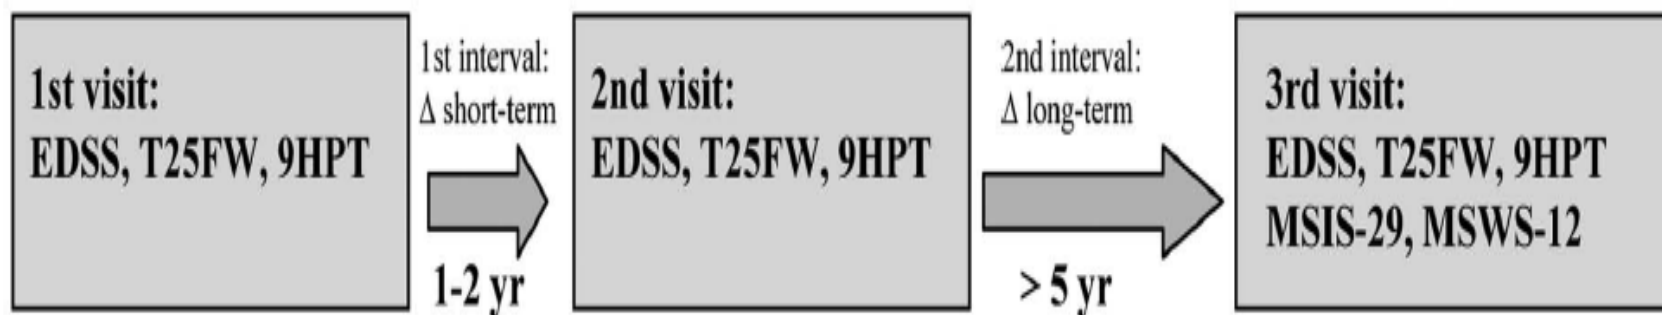 1st visit:
EDSS, T25FW, 9HPT
1st interval:
Δ short-term
1-2 yr
2nd visit:
EDSS, T25FW, 9HPT
2nd interval:
Δ long-term
> 5 yr
3rd visit:
EDSS, T25FW, 9HPT
MSIS-29, MSWS-12